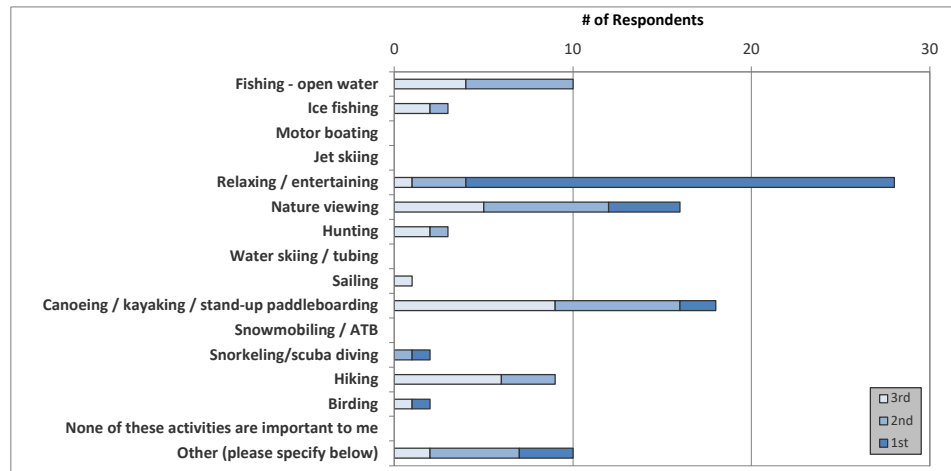 # of Respondents
0 10 20 30
Fishing - open water
Ice fishing
Motor boating
Jet skiing
Relaxing / entertaining
Nature viewing
Hunting
Water skiing / tubing
Sailing
Canoeing / kayaking / stand-up paddleboarding
Snowmobiling / ATB
Snorkeling/scuba diving
Hiking
Birding
None of these activities are important to me
Other (please specify below)
3rd
2nd
1st